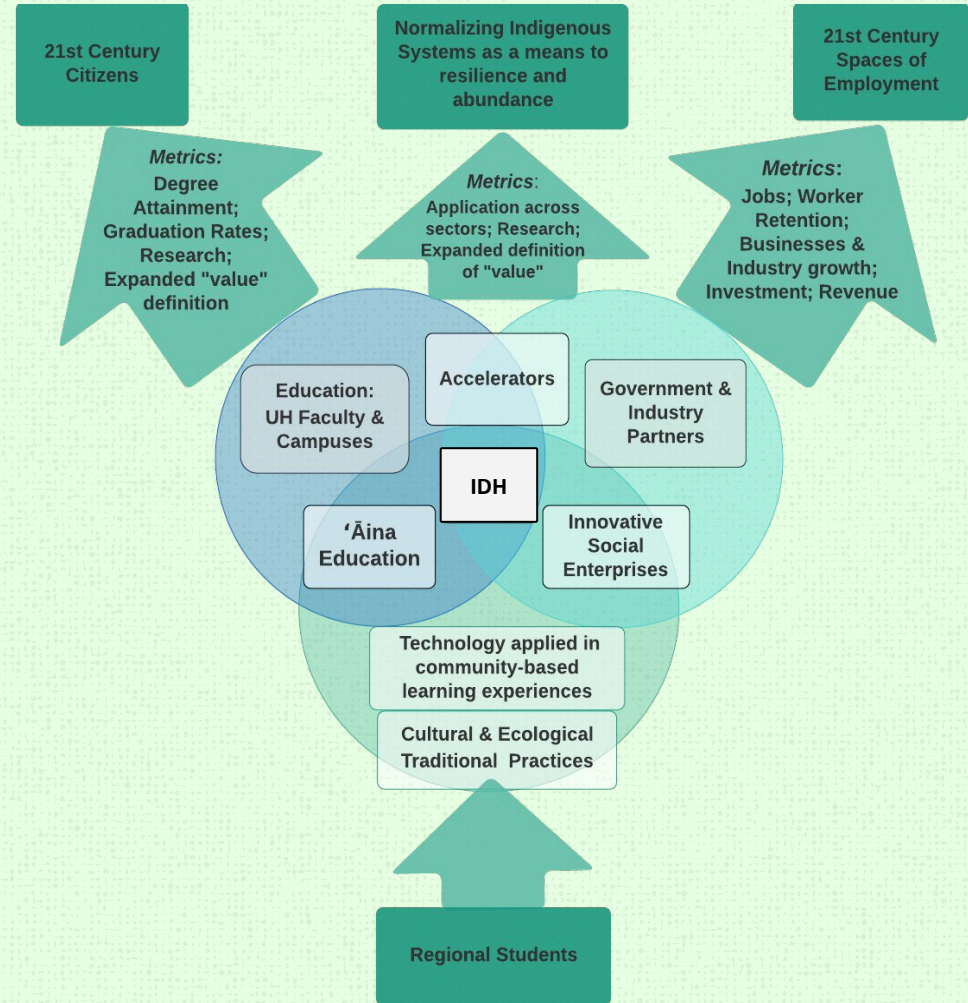 21st Century
Citizens
Normalizing Indigenous
Systems as a means to
resilience and
abundance
21st Century
Spaces of
Employment
Metrics:
Degree
Attainment;
Graduation Rates;
Research;
Expanded "value"
definition
Metrics:
Application across
sectors; Research;
Expanded definition
of "value"
Metrics:
Jobs; Worker
Retention;
Businesses &
Industry growth;
Investment; Revenue
Education:
UH Faculty &
Campuses
Accelerators
Government &
Industry
Partners
IDH
ʻĀina
Education
Innovative
Social
Enterprises
Technology applied in
community-based
learning experiences
Cultural & Ecological
Traditional Practices
Regional Students